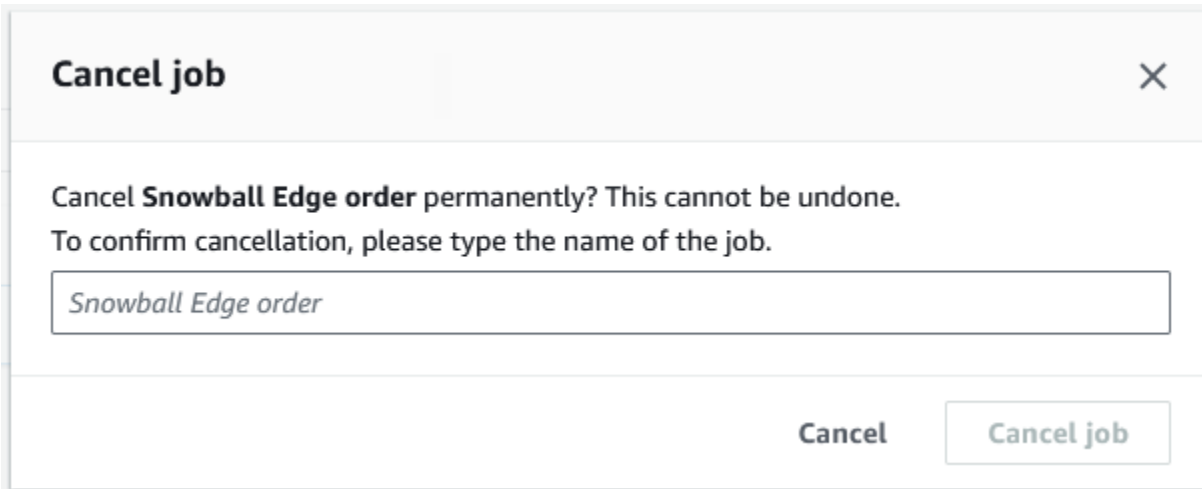 Cancel job
Cancel Snowball Edge order permanently? This cannot be undone.
To confirm cancellation, please type the name of the job.
Snowball Edge order
Cancel Cancel job